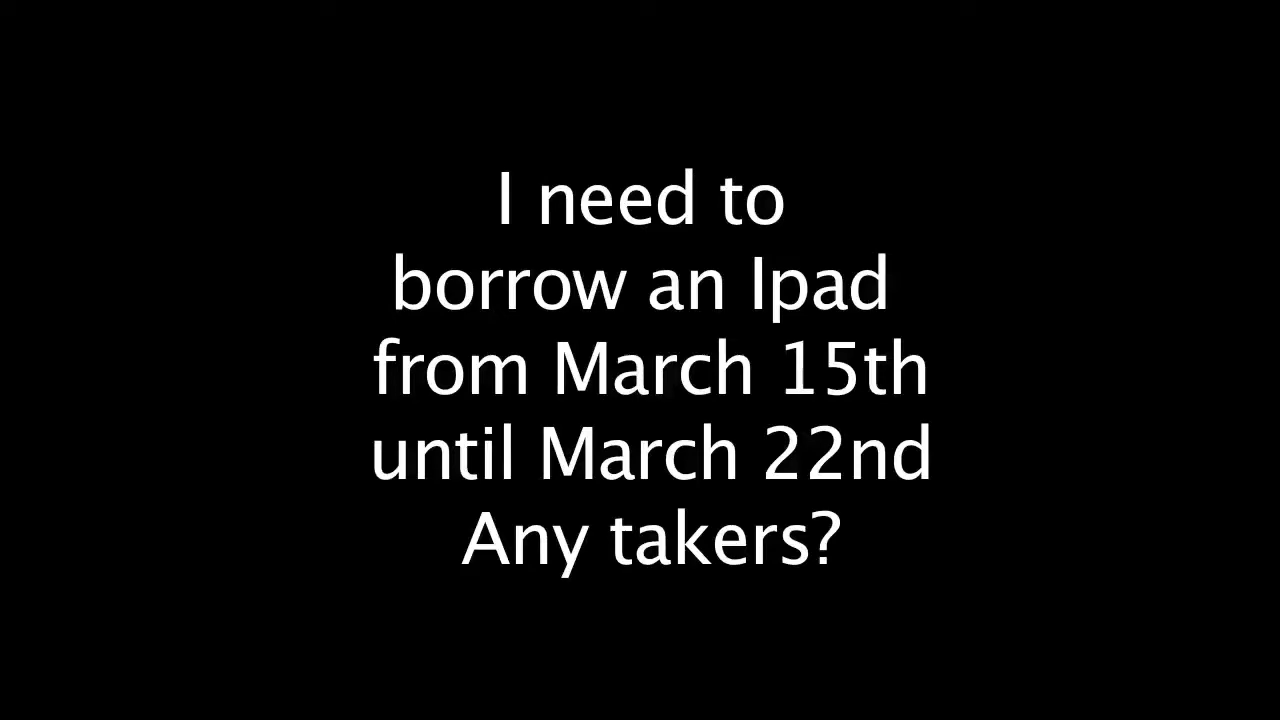 I need to
borrow an Ipad
from March 15th
until March 22nd
Any takers?